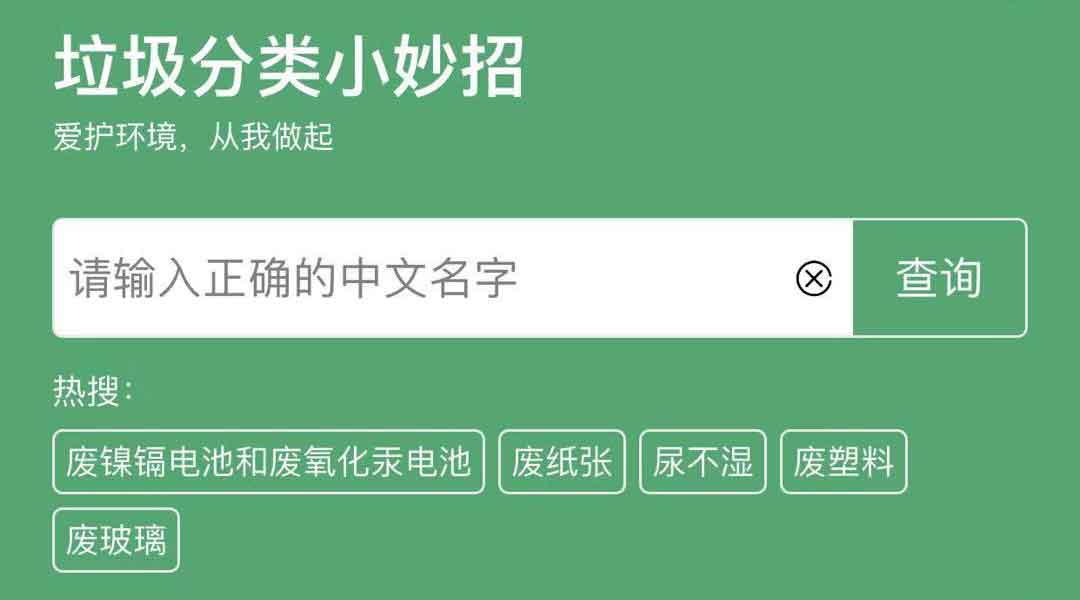 垃圾分类小妙招
爱护环境，从我做起
请输入正确的中文名字 查询
热搜：
废镍镉电池和废氧化汞电池 废纸张 尿不湿 废塑料
废玻璃